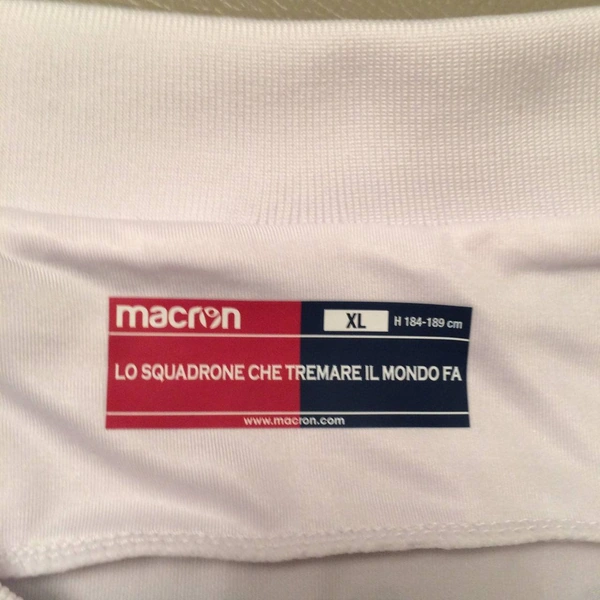 macron
XL H 184-189 cm
LO SQUADRONE CHE TREMARE IL MONDO FA
www.macron.com